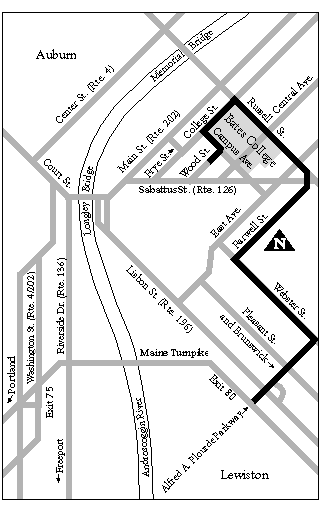 Auburn
Memorial
Bridge
Center St. (Rte. 4)
Main St. (Rte. 202)
College St.
Russell
St.
Central Ave.
Bates College
Campus Ave.
Frye St.
Wood St.
Court St.
Longley Bridge
Sabattus St. (Rte. 126)
East Ave.
Farwell St.
N
Lisbon St. (Rte. 196)
Webster St.
Pleasant St.
and Brunswick
Washington St. (Rte. 4/202)
Riverside Dr. (Rte. 136)
Maine Turnpike
Portland
Exit 75
Exit 80
Freeport
Androscoggin River
Alfred A. Plourde Parkway
Lewiston